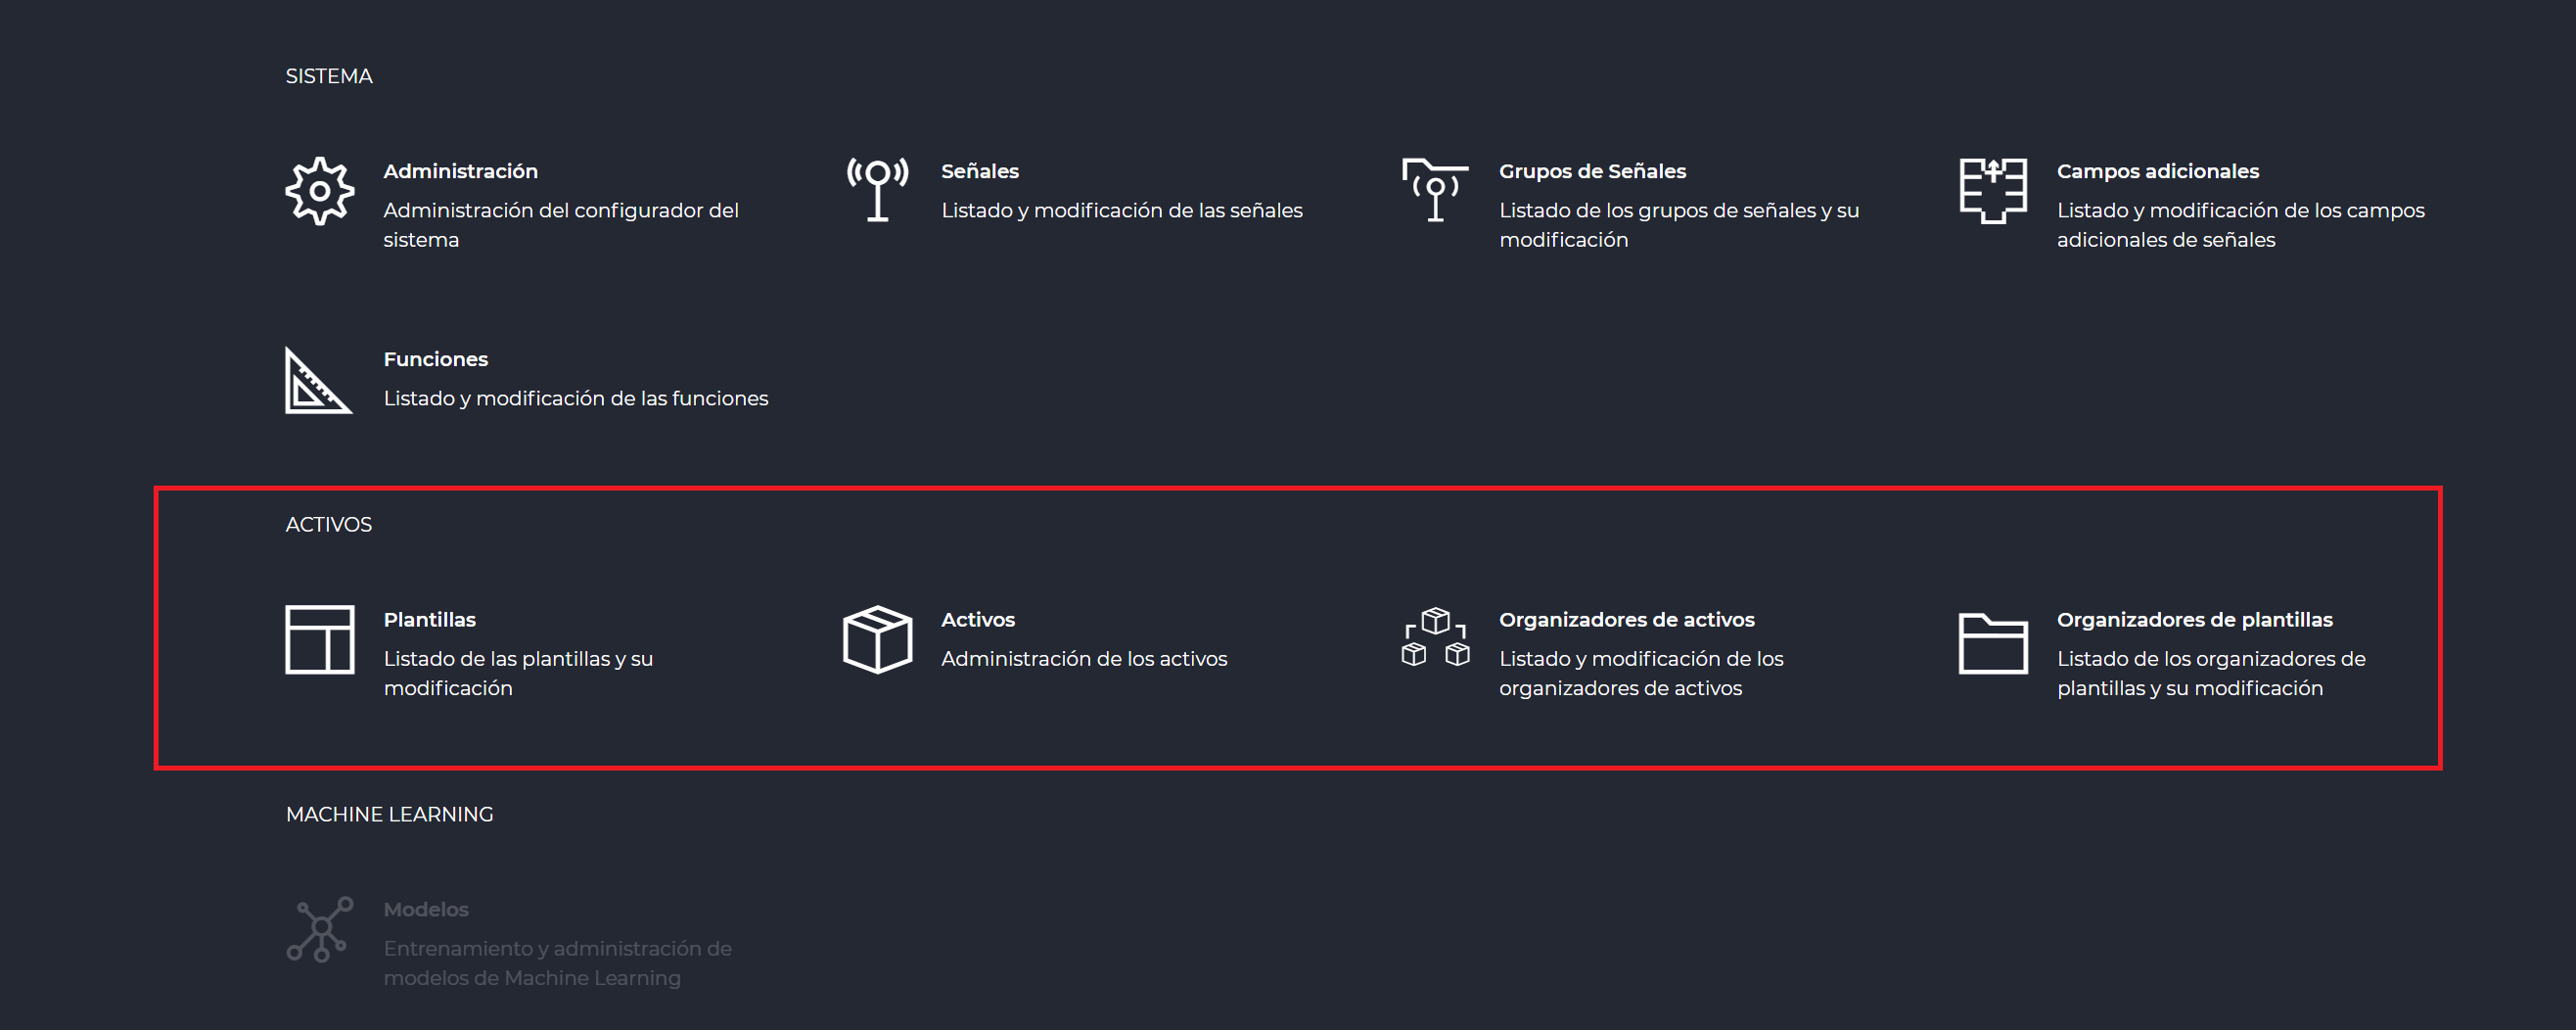 SISTEMA
Administración
Administración del configurador del
sistema
Señales
Listado y modificación de las señales
Grupos de Señales
Listado de los grupos de señales y su
modificación
Campos adicionales
Listado y modificación de los campos
adicionales de señales
Funciones
Listado y modificación de las funciones
ACTIVOS
Plantillas
Listado de las plantillas y su
modificación
Activos
Administración de los activos
Organizadores de activos
Listado y modificación de los
organizadores de activos
Organizadores de plantillas
Listado de los organizadores de
plantillas y su modificación
MACHINE LEARNING
Modelos
Entrenamiento y administración de
modelos de Machine Learning